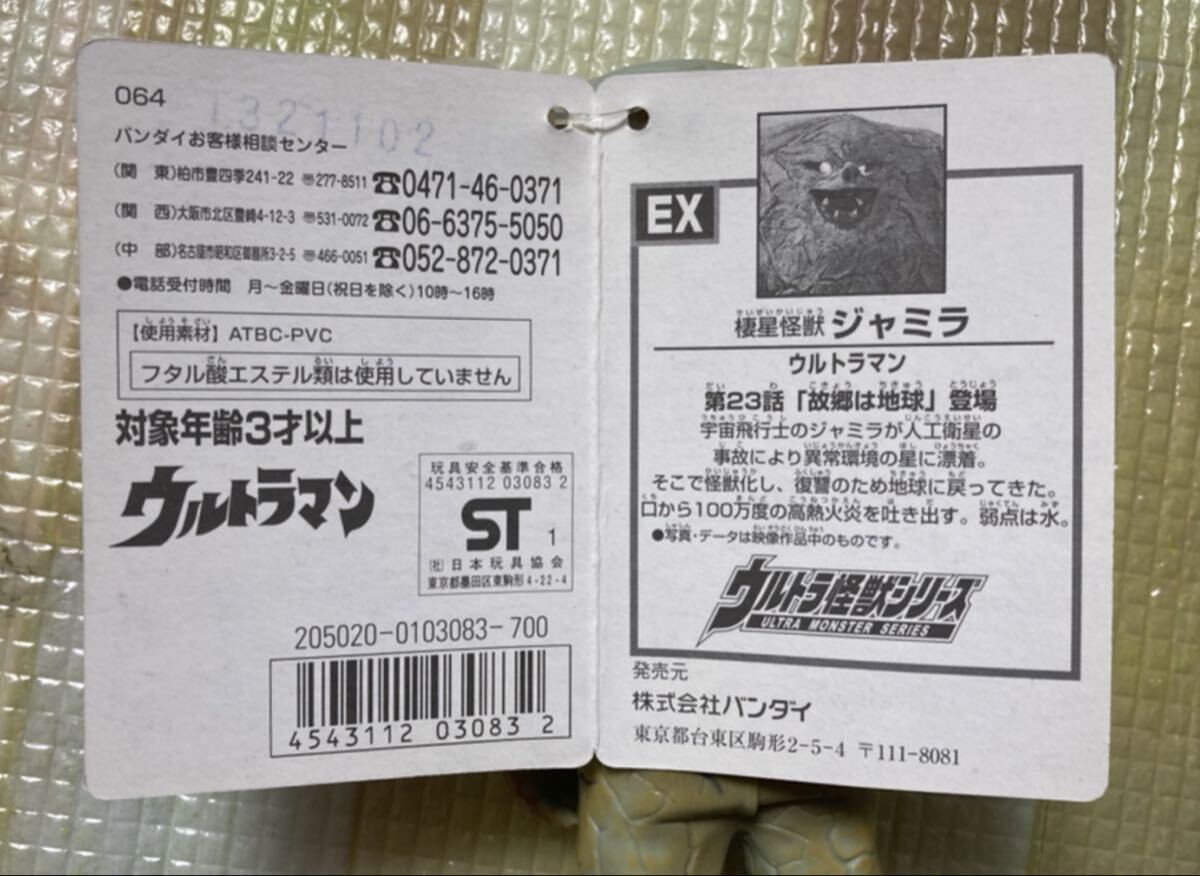 064
1321102
バンダイお客様相談センター
(関 東)柏市豊四季241-22 〠277-8511 ☎0471-46-0371
(関 西)大阪市北区豊崎4-12-3 〠531-0072 ☎06-6375-5050
(中 部)名古屋市昭和区御器所3-2-5 〠466-0051 ☎052-872-0371
●電話受付時間 月〜金曜日(祝日を除く)10時〜16時
【使用素材】ATBC-PVC
フタル酸エステル類は使用していません
対象年齢3才以上
ウルトラマン
玩具安全基準合格
4543112 03083 2
ST 1
(社)日本玩具協会
東京都墨田区東駒形4-22-4
205020-0103083-700
4543112 03083 2
EX
棲星怪獣 ジャミラ
ウルトラマン
第23話「故郷は地球」登場
宇宙飛行士のジャミラが人工衛星の
事故により異常環境の星に漂着。
そこで怪獣化し、復讐のため地球に戻ってきた。
口から100万度の高熱火炎を吐き出す。弱点は水。
●写真・データは映像作品中のものです。
ウルトラ怪獣シリーズ
ULTRA MONSTER SERIES
発売元
株式会社バンダイ
東京都台東区駒形2-5-4 〒111-8081